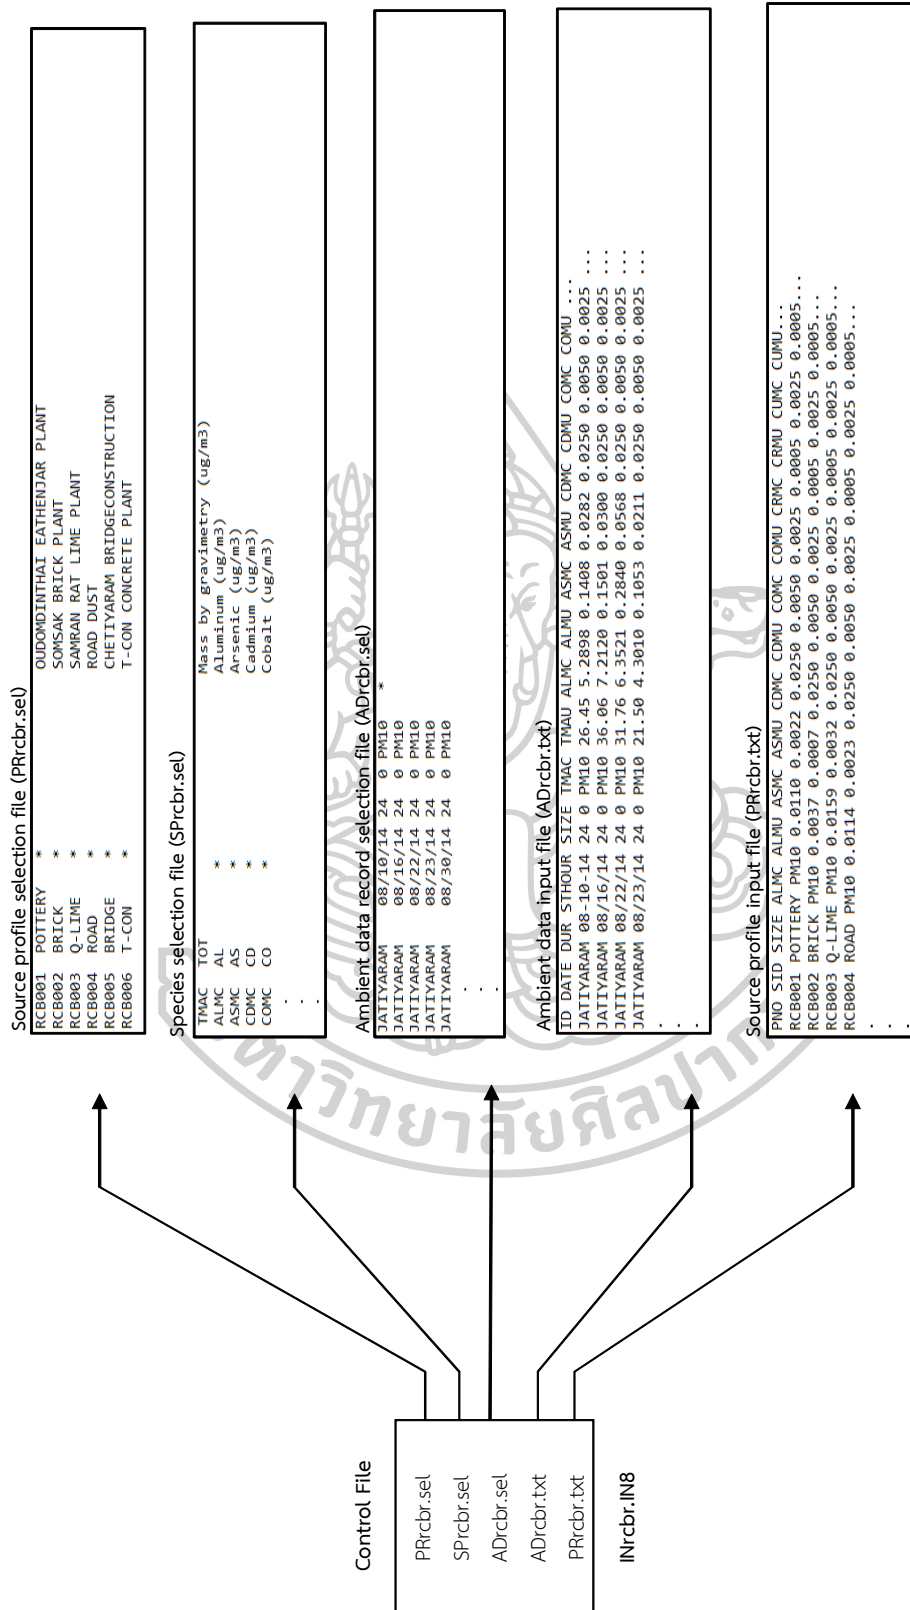 Control File
PRrcbr.sel
SPrcbr.sel
ADrcbr.sel
ADrcbr.txt
PRrcbr.txt
INrcbr.IN8
Source profile selection file (PRrcbr.sel)
RCB001 POTTERY * OUDOMDINTHAI EATHENJAR PLANT
RCB002 BRICK * SOMSAK BRICK PLANT
RCB003 Q-LIME * SAMRAN RAT LIME PLANT
RCB004 ROAD * ROAD DUST
RCB005 BRIDGE * CHETIYARAM BRIDGECONSTRUCTION
RCB006 T-CON * T-CON CONCRETE PLANT
Species selection file (SPrcbr.sel)
TMAC TOT Mass by gravimetry (ug/m3)
ALMC AL * Aluminum (ug/m3)
ASMC AS * Arsenic (ug/m3)
CDMC CD * Cadmium (ug/m3)
COMC CO * Cobalt (ug/m3)
.
.
.
Ambient data record selection file (ADrcbr.sel)
JATIYARAM 08/10/14 24 0 PM10 *
JATIYARAM 08/16/14 24 0 PM10
JATIYARAM 08/22/14 24 0 PM10
JATIYARAM 08/23/14 24 0 PM10
JATIYARAM 08/30/14 24 0 PM10
.
.
.
Ambient data input file (ADrcbr.txt)
ID DATE DUR STHOUR SIZE TMAC TMAU ALMC ALMU ASMC ASMU CDMC CDMU COMC COMU ...
JATIYARAM 08-10-14 24 0 PM10 26.45 5.2898 0.1408 0.0282 0.0250 0.0050 0.0025 ...
JATIYARAM 08/16/14 24 0 PM10 36.06 7.2120 0.1501 0.0300 0.0250 0.0050 0.0025 ...
JATIYARAM 08/22/14 24 0 PM10 31.76 6.3521 0.2840 0.0568 0.0250 0.0050 0.0025 ...
JATIYARAM 08/23/14 24 0 PM10 21.50 4.3010 0.1053 0.0211 0.0250 0.0050 0.0025 ...
.
.
.
Source profile input file (PRrcbr.txt)
PNO SID SIZE ALMC ALMU ASMC ASMU CDMC CDMU COMC COMU CRMC CRMU CUMC CUMU...
RCB001 POTTERY PM10 0.0110 0.0022 0.0250 0.0050 0.0025 0.0005 0.0025 0.0005...
RCB002 BRICK PM10 0.0037 0.0007 0.0250 0.0050 0.0025 0.0005 0.0025 0.0005...
RCB003 Q-LIME PM10 0.0159 0.0032 0.0250 0.0050 0.0025 0.0005 0.0025 0.0005...
RCB004 ROAD PM10 0.0114 0.0023 0.0250 0.0050 0.0025 0.0005 0.0025 0.0005...
.
.
.